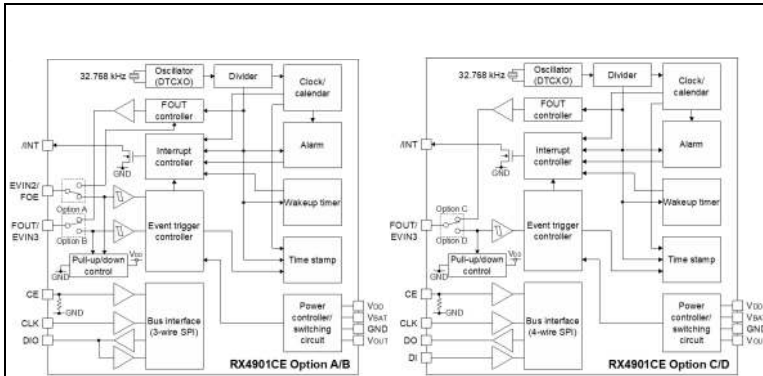 32.768 kHz
Oscillator
(DTCXO)
Divider
Clock/
calendar
FOUT
controller
/INT
GND
Interrupt
controller
Alarm
EVIN2/
FOE
Option A
Wakeup timer
FOUT/
EVIN3
Option B
Event trigger
controller
VDD
GND
Pull-up/down
control
Time stamp
CE
GND
CLK
DIO
Bus interface
(3-wire SPI)
Power
controller/
switching
circuit
VDD
VBAT
GND
VOUT
RX4901CE Option A/B
32.768 kHz
Oscillator
(DTCXO)
Divider
Clock/
calendar
FOUT
controller
/INT
GND
Interrupt
controller
Alarm
Wakeup timer
Option C
FOUT/
EVIN3
Option D
Event trigger
controller
VDD
GND
Pull-up/down
control
Time stamp
CE
GND
CLK
DO
DI
Bus interface
(4-wire SPI)
Power
controller/
switching
circuit
VDD
VBAT
GND
VOUT
RX4901CE Option C/D